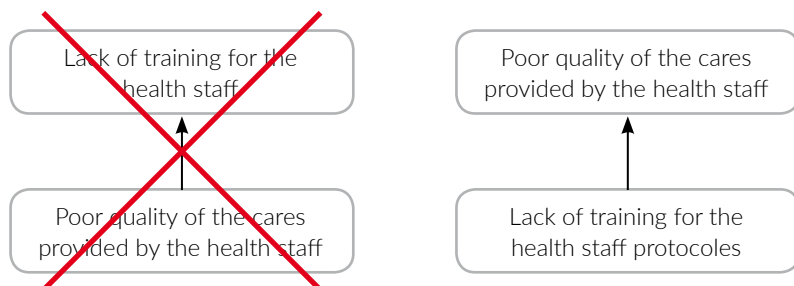 Lack of training for the
health staff
Poor quality of the cares
provided by the health staff
Poor quality of the cares
provided by the health staff
Lack of training for the
health staff protocoles